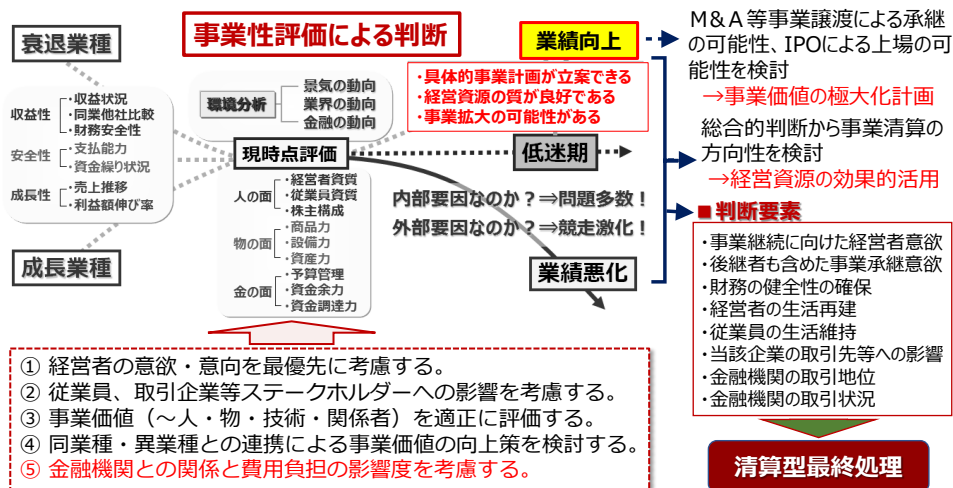 衰退業種
事業性評価による判断
業績向上
M&A等事業譲渡による承継
の可能性、IPOによる上場の可
能性を検討
→事業価値の極大化計画
環境分析
景気の動向
業界の動向
金融の動向
・具体的事業計画が立案できる
・経営資源の質が良好である
・事業拡大の可能性がある
収益性
・収益状況
・同業他社比較
・財務安全性
安全性
・支払能力
・資金繰り状況
成長性
・売上推移
・利益額伸び率
現時点評価
低迷期
総合的判断から事業清算の
方向性を検討
→経営資源の効果的活用
人の面
・経営者資質
・従業員資質
・株主構成
物の面
・商品力
・設備力
・資産力
金の面
・予算管理
・資金余力
・資金調達力
内部要因なのか？⇒問題多数！
外部要因なのか？⇒競走激化！
成長業種
業績悪化
■判断要素
・事業継続に向けた経営者意欲
・後継者も含めた事業承継意欲
・財務の健全性の確保
・経営者の生活再建
・従業員の生活維持
・当該企業の取引先等への影響
・金融機関の取引地位
・金融機関の取引状況
① 経営者の意欲・意向を最優先に考慮する。
② 従業員、取引企業等ステークホルダーへの影響を考慮する。
③ 事業価値（～人・物・技術・関係者）を適正に評価する。
④ 同業種・異業種との連携による事業価値の向上策を検討する。
⑤ 金融機関との関係と費用負担の影響度を考慮する。
清算型最終処理